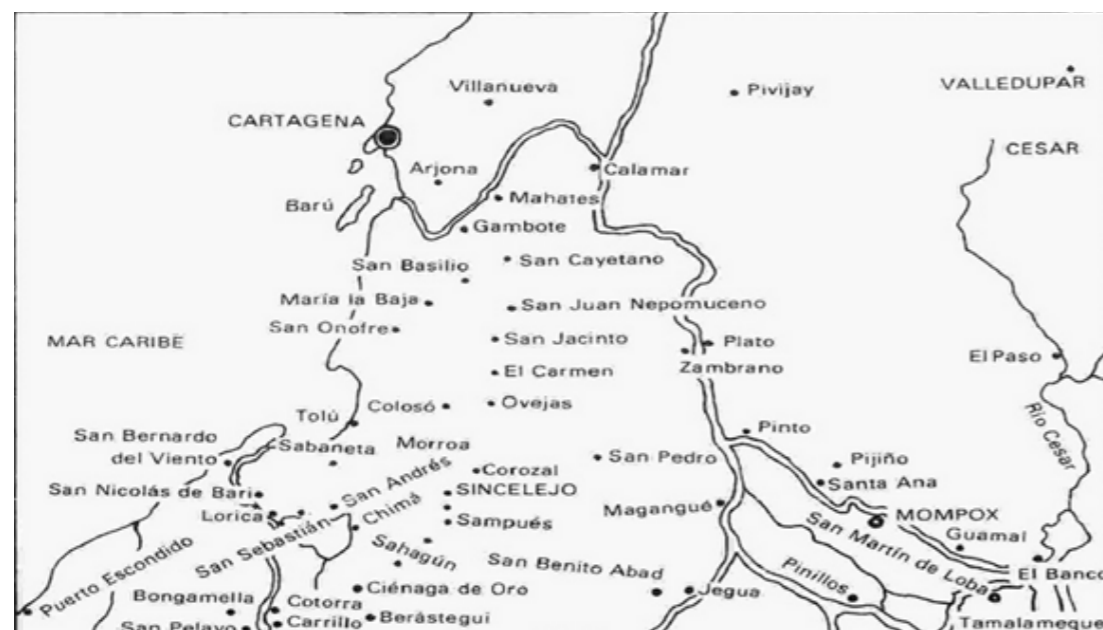 Villanueva
Pivijay
VALLEDUPAR
CARTAGENA
CESAR
Arjona
Calamar
Barú
Mahates
Gambote
San Basilio
San Cayetano
María la Baja
San Juan Nepomuceno
San Onofre
San Jacinto
Plato
MAR CARIBE
El Paso
El Carmen
Zambrano
Tolú
Colosó
Ovejas
Río Cesar
San Bernardo
del Viento
Sabaneta
Morroa
Pinto
San Pedro
Pijiño
Corozal
San Andrés
Santa Ana
San Nicolás de Bari
SINCELEJO
Magangué
MOMPOX
Lorica
Chimá
Sampués
San Martín de Loba
Guamal
San Sebastián
Puerto Escondido
Sahagún
San Benito Abad
Pinillos
El Banco
Ciénaga de Oro
Jegua
Bongamella
Cotorra
Berástegui
Tamalameque
San Pelayo
Carrillo